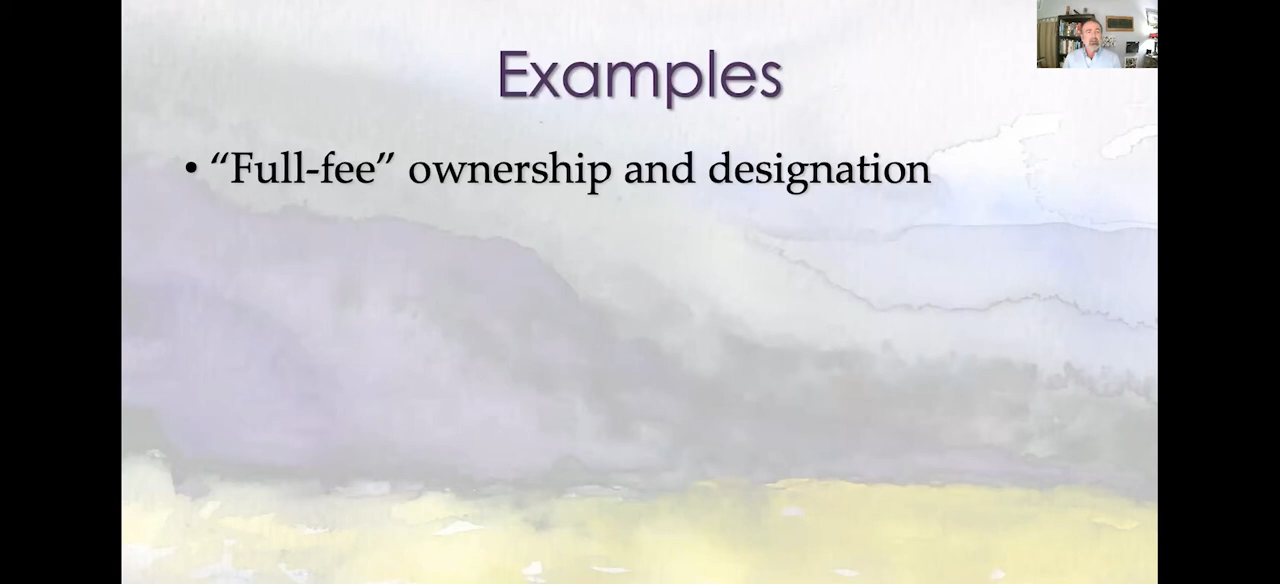 Examples
• “Full-fee” ownership and designation